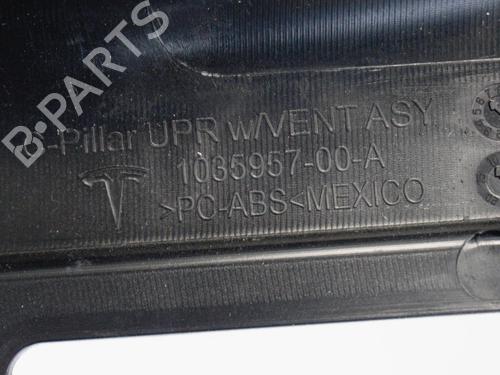 B-PARTS
-Pillar UPR w/VENT ASY
1035957-00-A
>PC-ABS<MEXICO